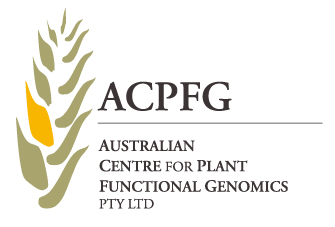 ACPFG
AUSTRALIAN
CENTRE FOR PLANT
FUNCTIONAL GENOMICS
PTY LTD